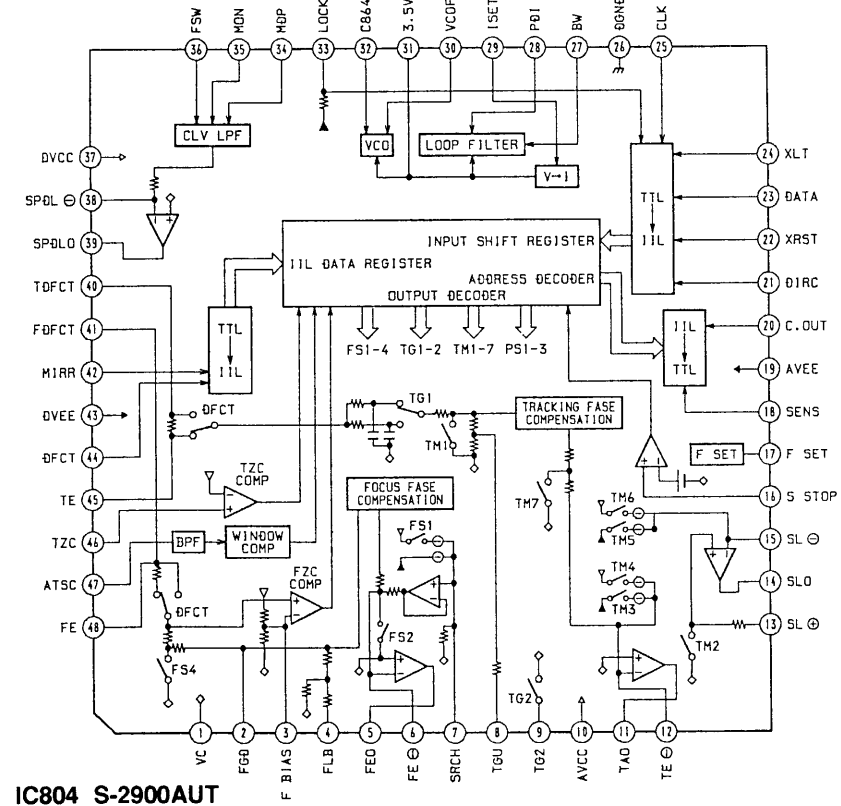 FSW
MON
MDP
LOCK
C864
3.5V
VCOF
ISET
PDI
BW
DGND
CLK
36
35
34
33
32
31
30
29
28
27
26
25
CLV LPF
VCO
LOOP FILTER
V→I
37
DVCC
38
SPDL ⊖
39
SPDLO
40
TDFCT
41
FDFCT
42
MIRR
43
DVEE
44
DFCT
45
TE
46
TZC
47
ATSC
48
FE
24
XLT
23
DATA
22
XRST
21
DIRC
20
C.OUT
19
AVEE
18
SENS
17
F SET
16
S STOP
15
SL ⊖
14
SLO
13
SL ⊕
TTL
IIL
INPUT SHIFT REGISTER
IIL DATA REGISTER
ADDRESS DECODER
OUTPUT DECODER
FS1-4
TG1-2
TM1-7
PS1-3
TTL
IIL
IIL
TTL
DFCT
TG1
TM1
TRACKING FASE
COMPENSATION
F SET
TZC
COMP
FOCUS FASE
COMPENSATION
TM7
TM6
TM5
BPF
WINDOW
COMP
FS1
FZC
COMP
TM4
TM3
DFCT
FS2
FS4
TM2
TG2
1
2
3
4
5
6
7
8
9
10
11
12
VC
FGD
F BIAS
FLB
FEO
FE ⊖
SRCH
TGU
TG2
AVCC
TAO
TE ⊖
IC804 S-2900AUT